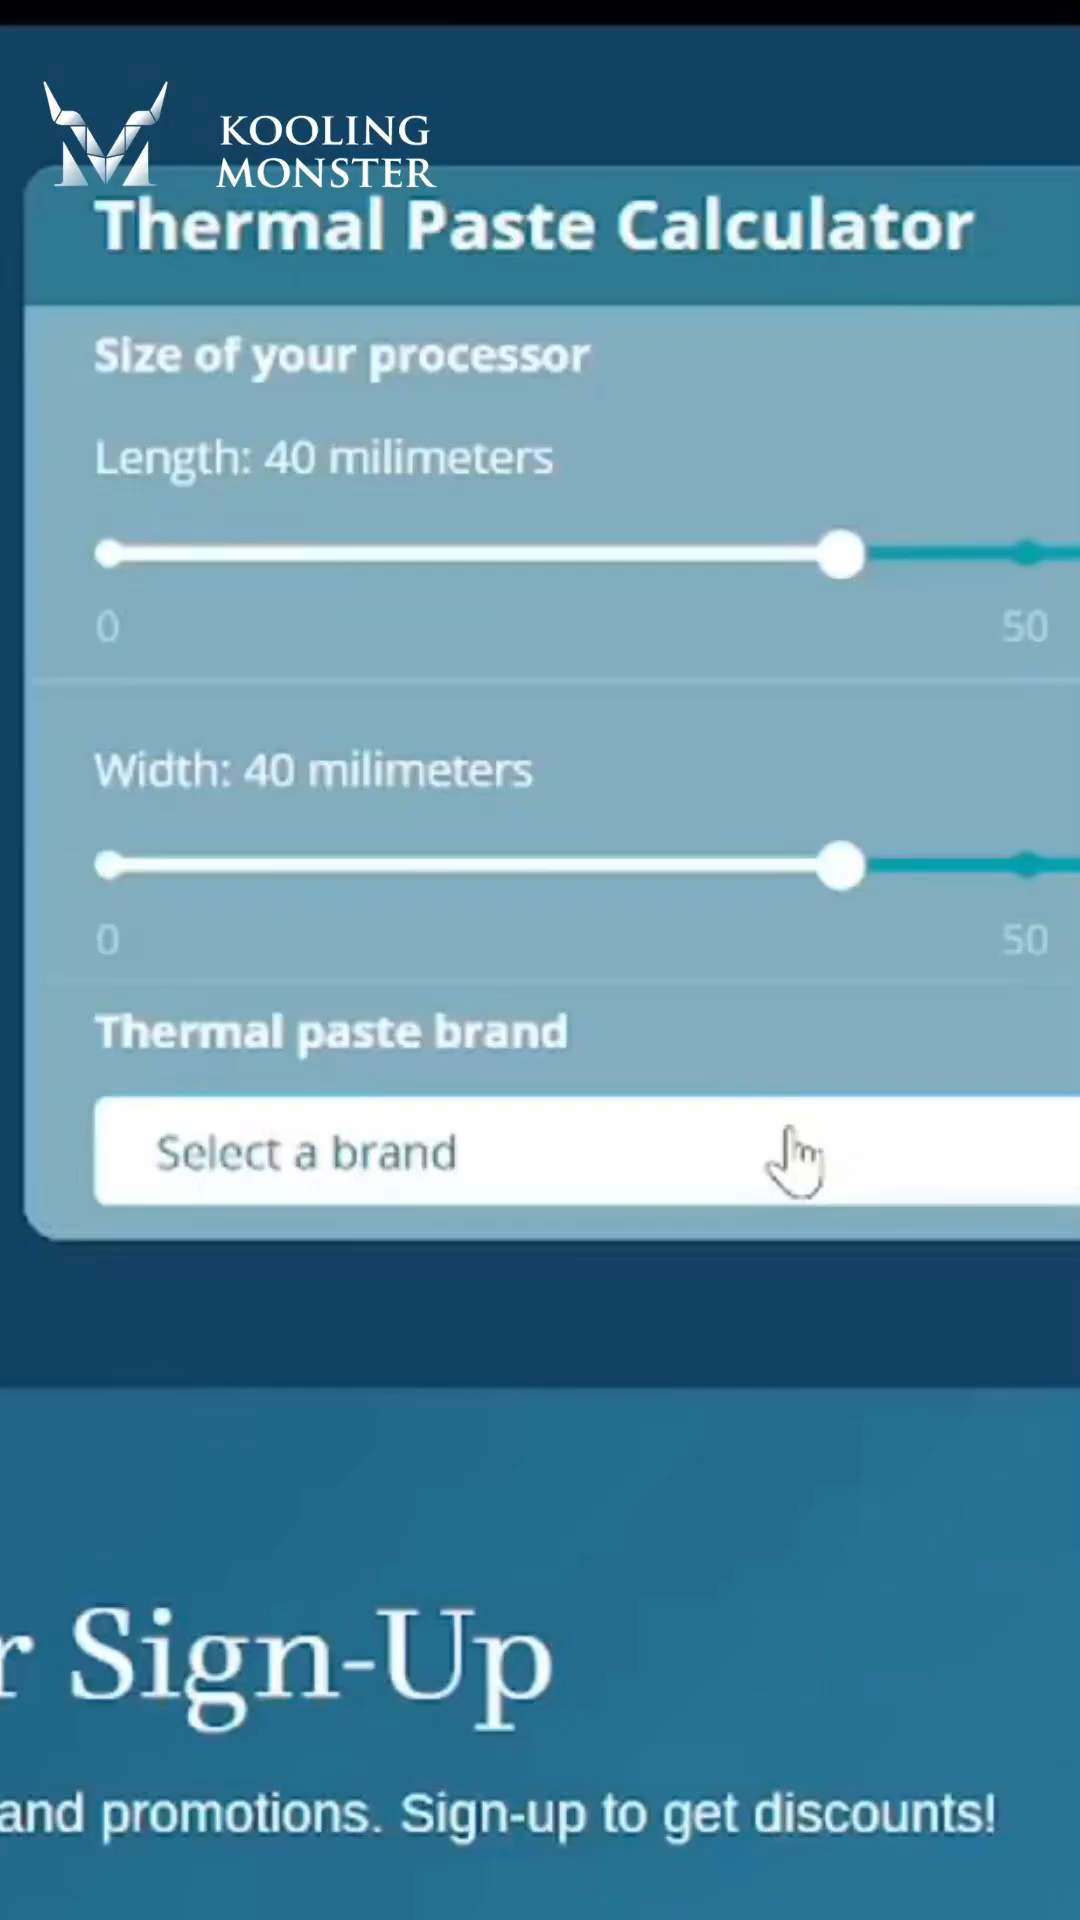 KOOLING
MONSTER
Thermal Paste Calculator
Size of your processor
Length: 40 milimeters
0 50
Width: 40 milimeters
0 50
Thermal paste brand
Select a brand
r Sign-Up
and promotions. Sign-up to get discounts!